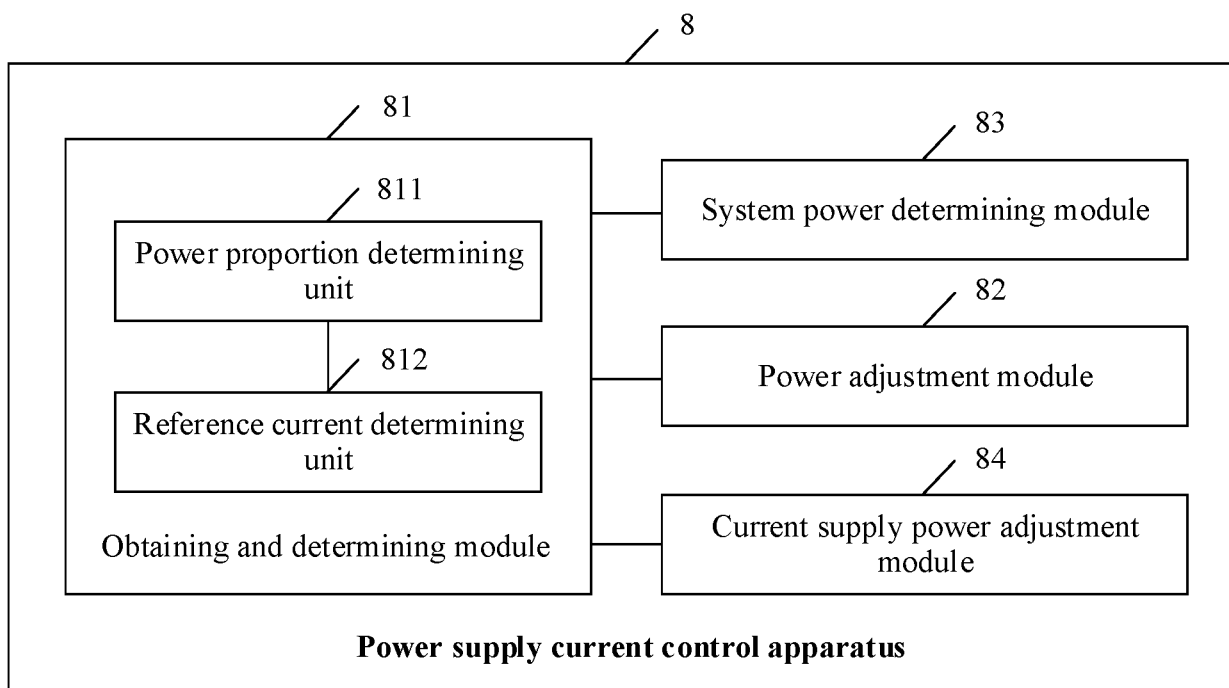 8
81
811
Power proportion determining
unit
812
Reference current determining
unit
Obtaining and determining module
83
System power determining module
82
Power adjustment module
84
Current supply power adjustment
module
Power supply current control apparatus